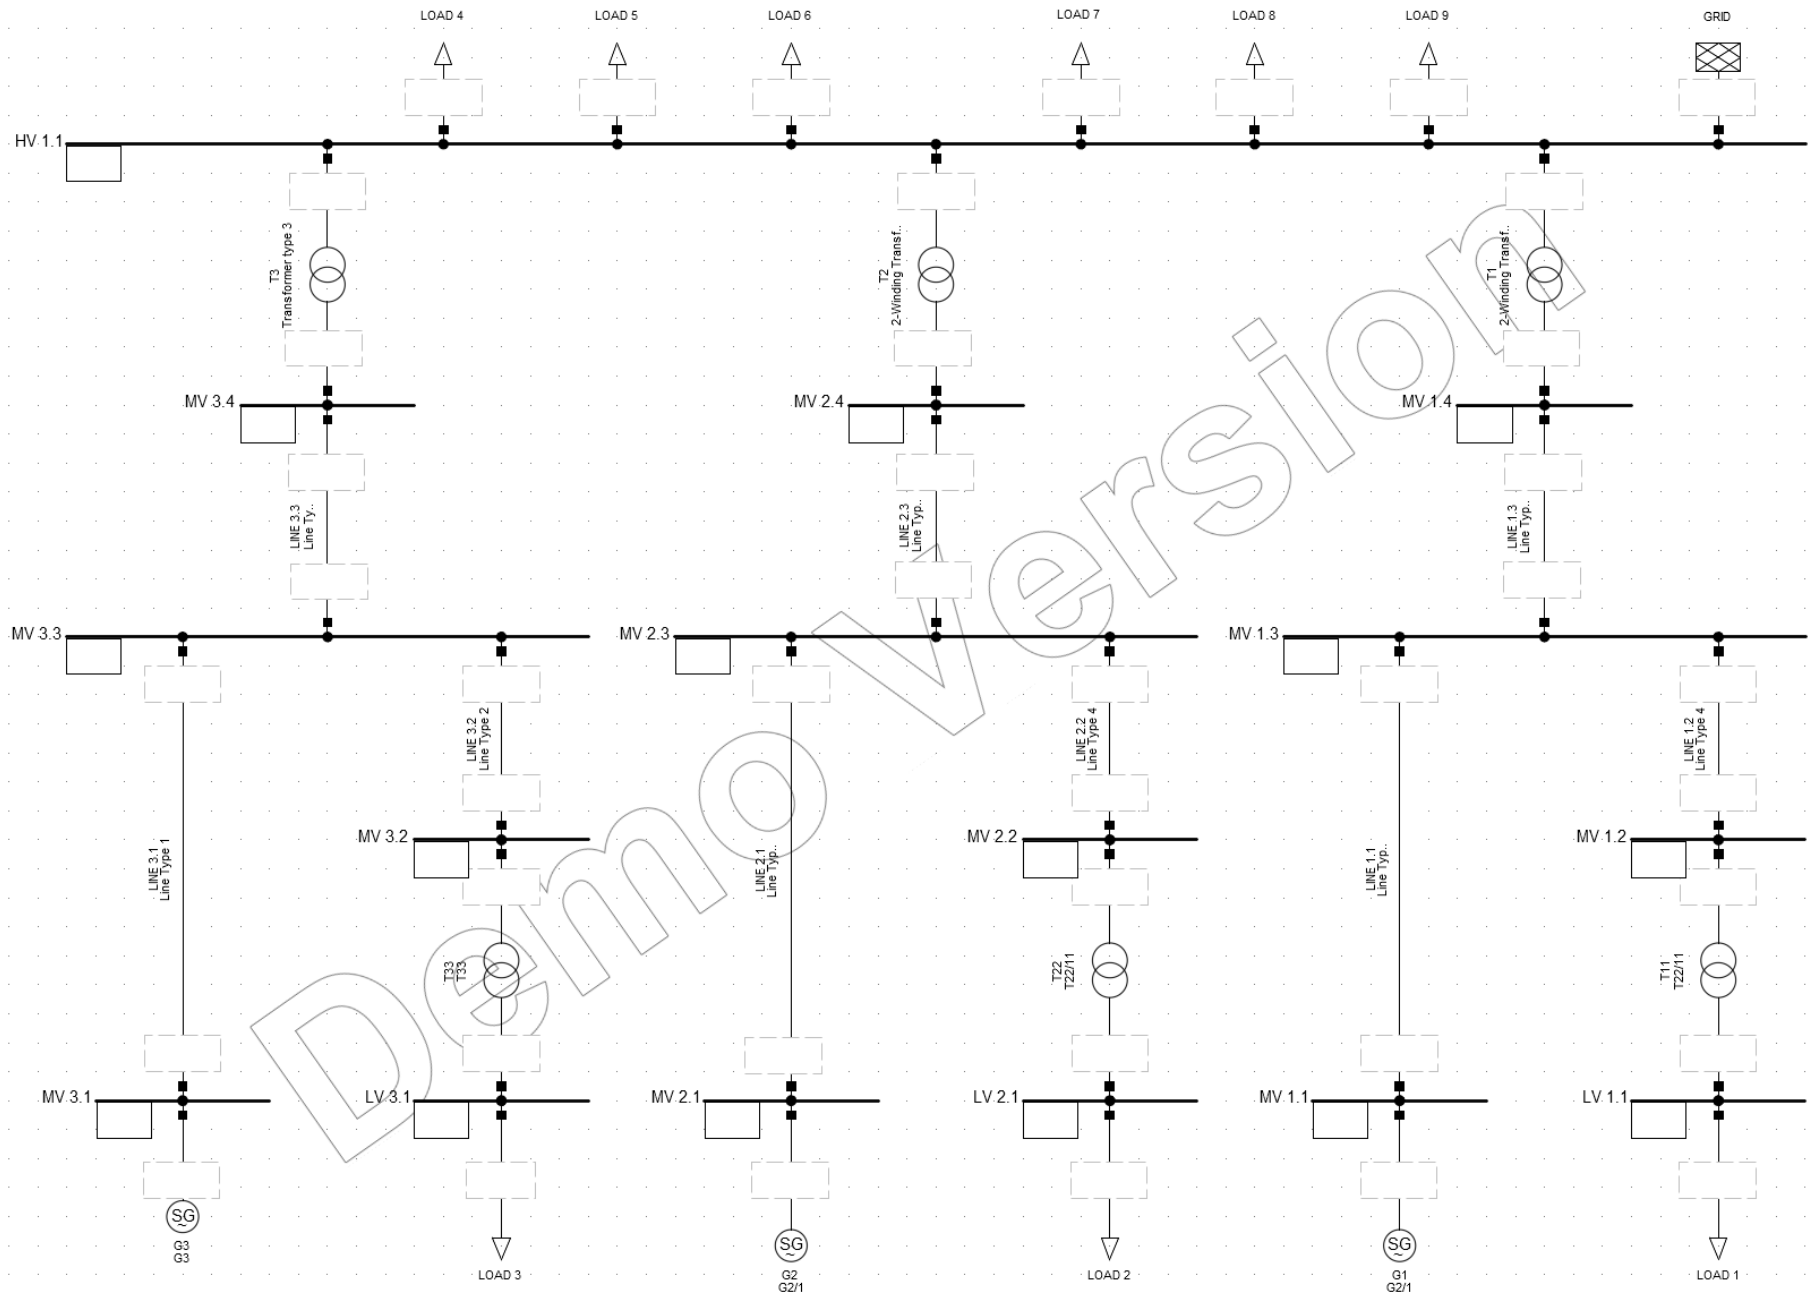 LOAD 4
LOAD 5
LOAD 6
LOAD 7
LOAD 8
LOAD 9
GRID
HV 1.1
T3
Transformer type 3
T2
2-Winding Transf..
T1
2-Winding Transf..
MV 3.4
MV 2.4
MV 1.4
LINE 3.3
Line Ty..
LINE 2.3
Line Typ..
LINE 1.3
Line Typ..
MV 3.3
MV 2.3
MV 1.3
LINE 3.2
Line Type 2
LINE 2.2
Line Type 4
LINE 1.2
Line Type 4
MV 3.2
MV 2.2
MV 1.2
LINE 3.1
Line Type 1
LINE 2.1
Line Typ..
LINE 1.1
Line Typ..
T33
T33
T22
T22/11
T11
T22/11
MV 3.1
LV 3.1
MV 2.1
LV 2.1
MV 1.1
LV 1.1
SG
~
G3
G3
LOAD 3
SG
~
G2
G2/1
LOAD 2
SG
~
G1
G2/1
LOAD 1
Demo version